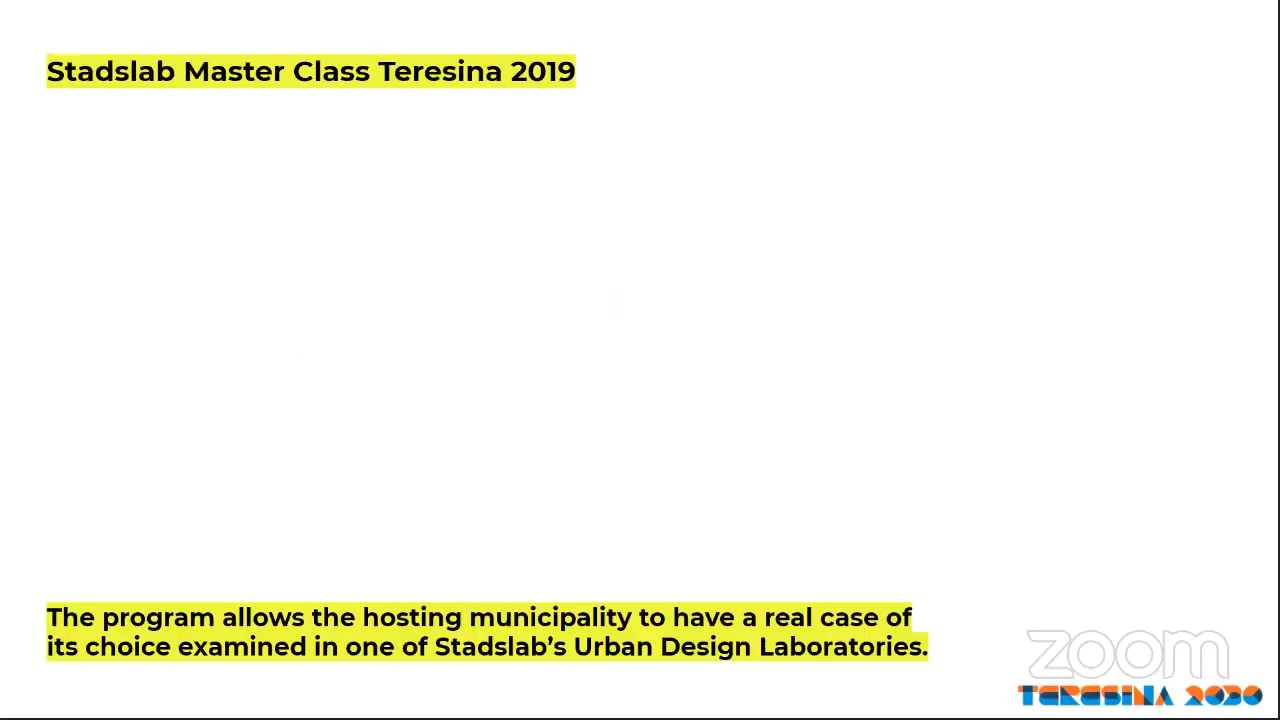 Stadslab Master Class Teresina 2019
The program allows the hosting municipality to have a real case of
its choice examined in one of Stadslab’s Urban Design Laboratories.
zoom
TERESINA 2030